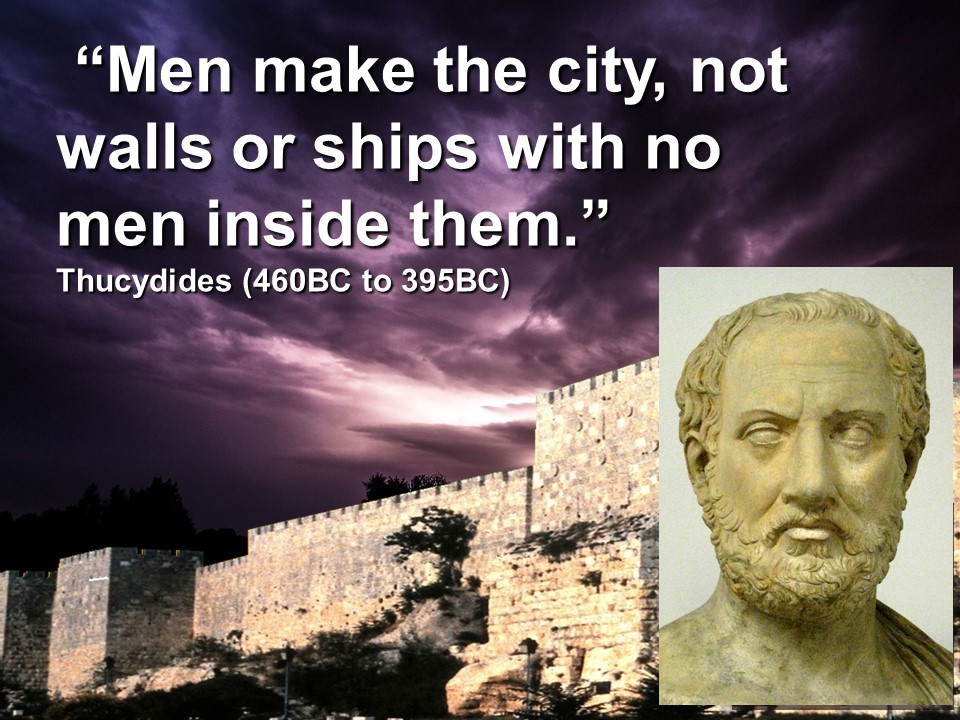 “Men make the city, not
walls or ships with no
men inside them.”
Thucydides (460BC to 395BC)